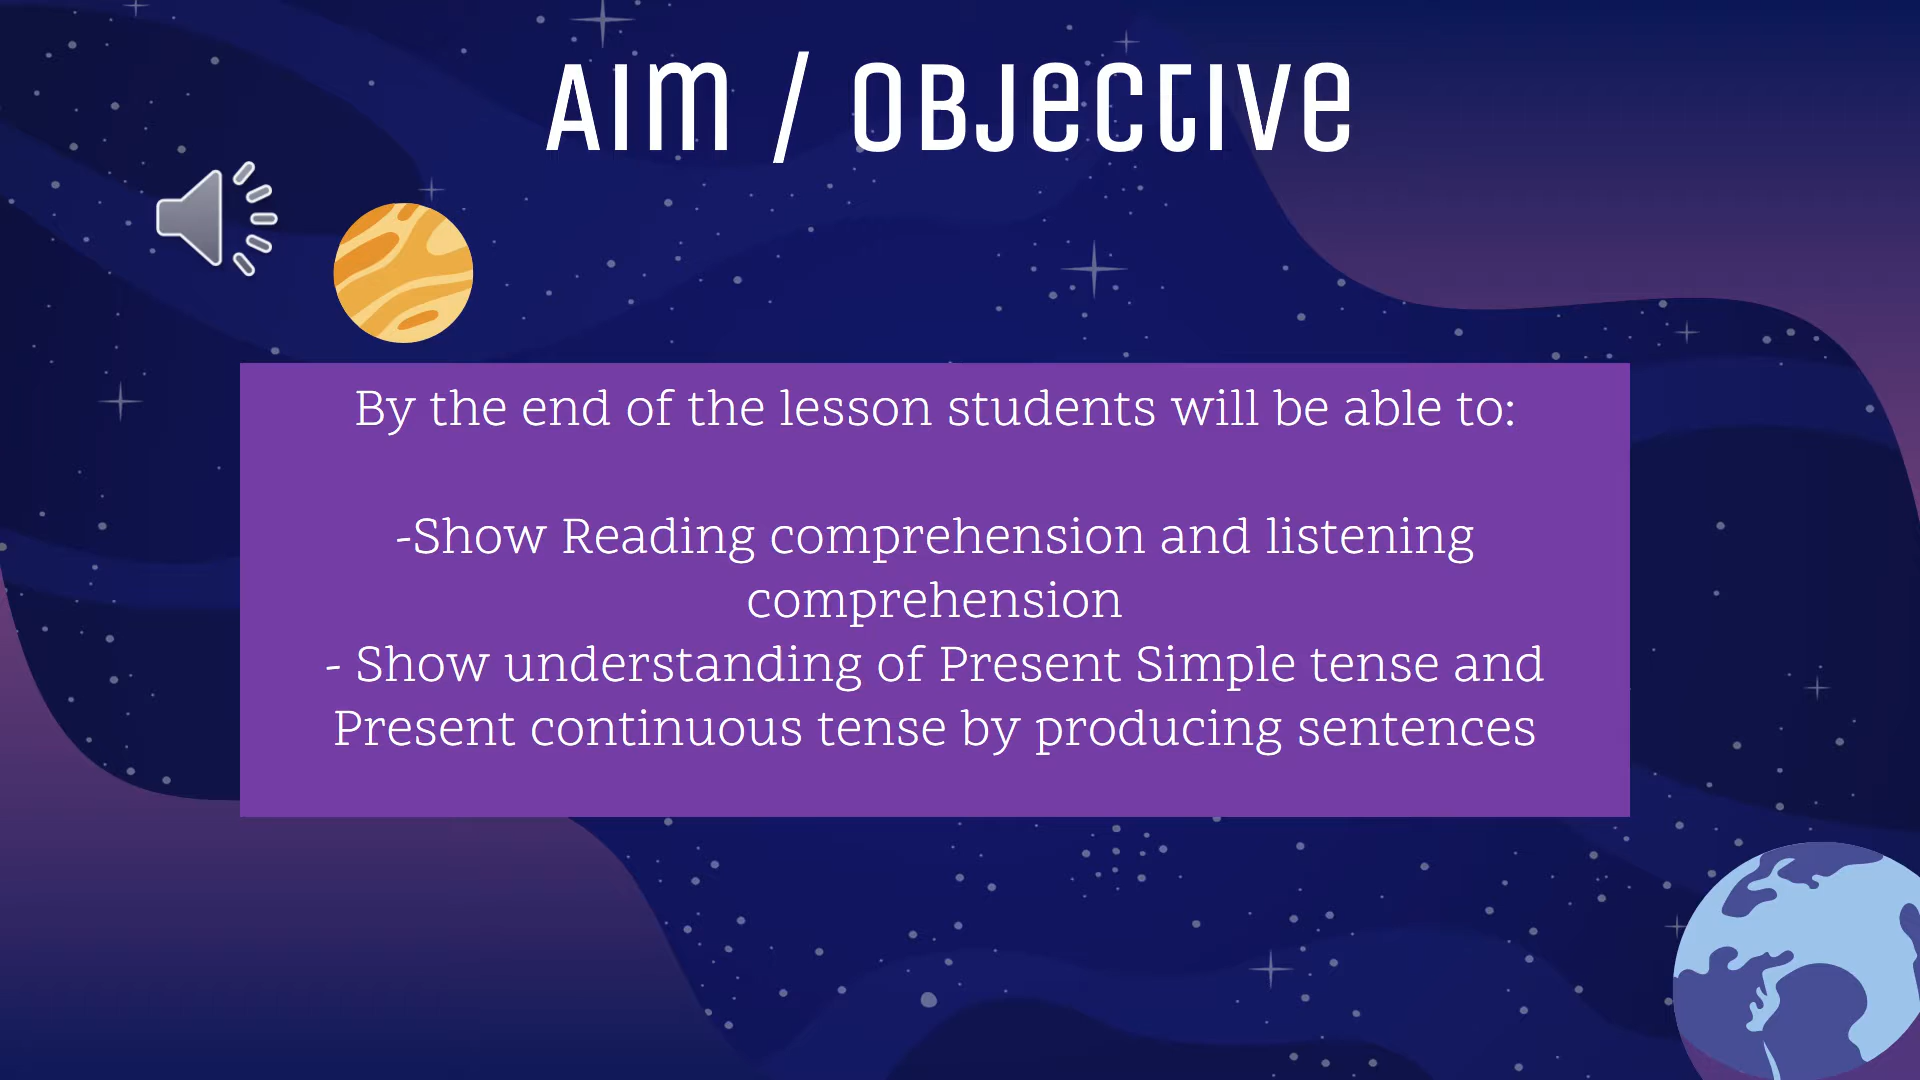 AIM / OBJECTIVE
By the end of the lesson students will be able to:
-Show Reading comprehension and listening
comprehension
- Show understanding of Present Simple tense and
Present continuous tense by producing sentences